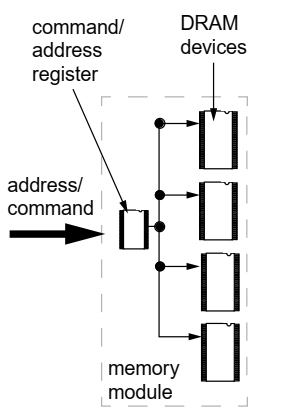 command/
address
register
DRAM
devices
address/
command
memory
module